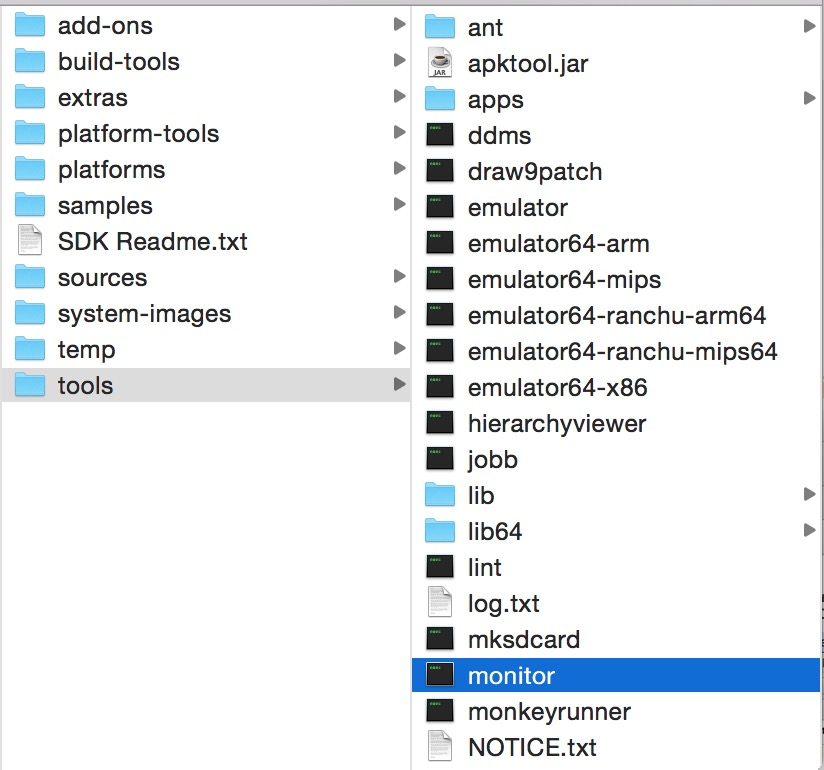 add-ons
build-tools
extras
platform-tools
platforms
samples
SDK Readme.txt
sources
system-images
temp
tools
ant
apktool.jar
apps
ddms
draw9patch
emulator
emulator64-arm
emulator64-mips
emulator64-ranchu-arm64
emulator64-ranchu-mips64
emulator64-x86
hierarchyviewer
jobb
lib
lib64
lint
log.txt
mksdcard
monitor
monkeyrunner
NOTICE.txt